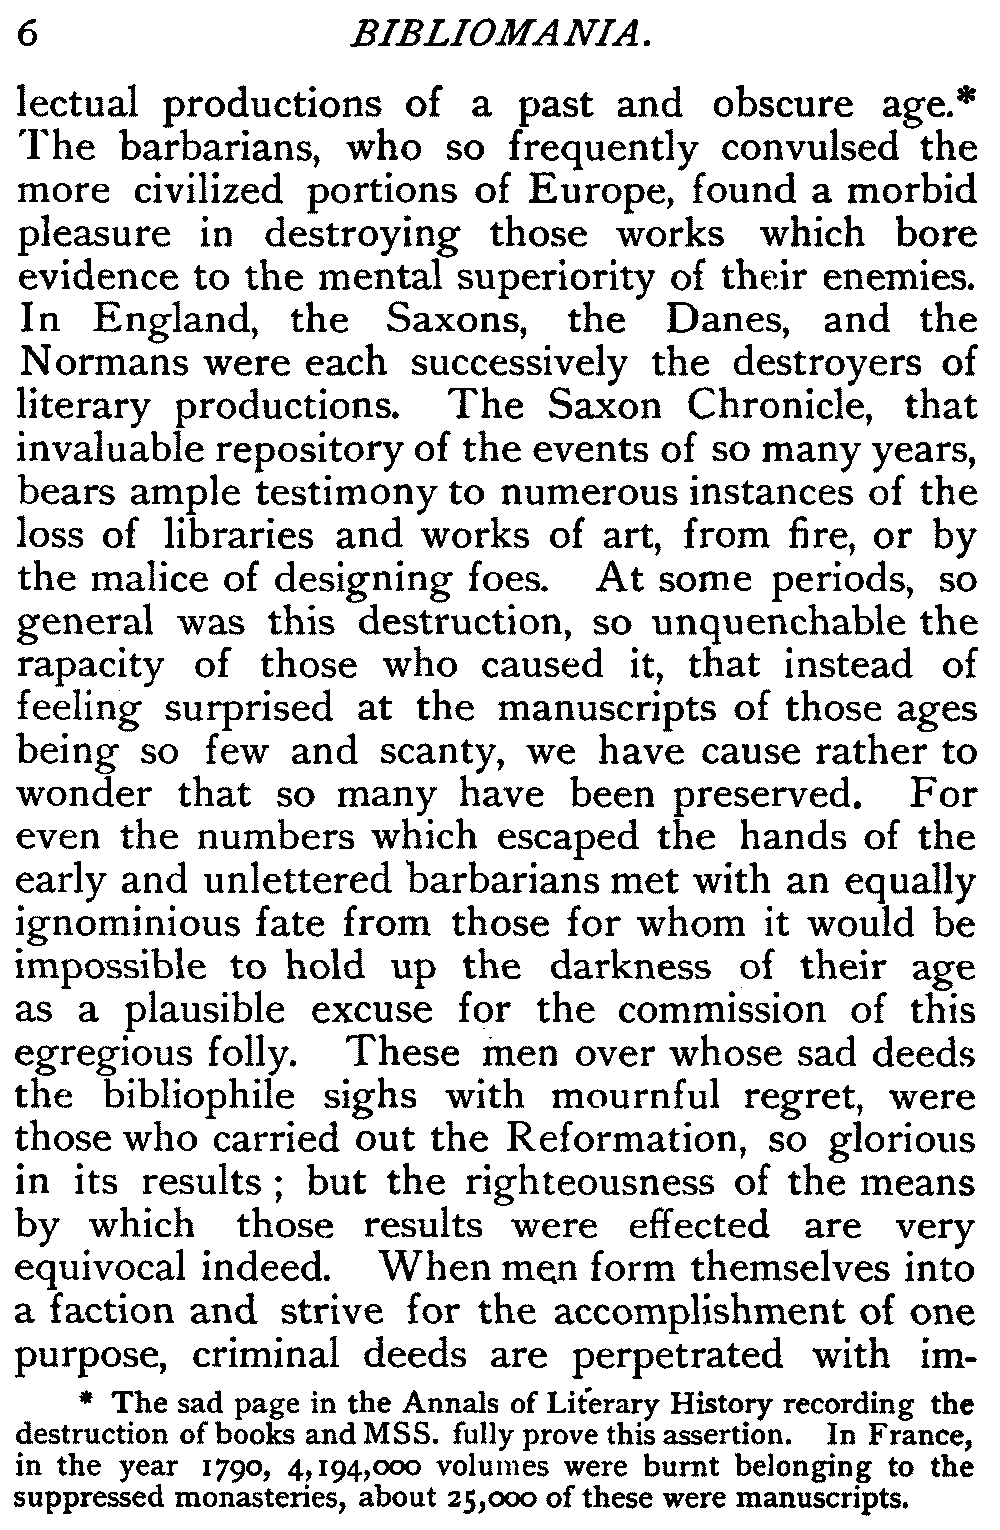 6 BIBLIOMANIA.
lectual productions of a past and obscure age.*
The barbarians, who so frequently convulsed the
more civilized portions of Europe, found a morbid
pleasure in destroying those works which bore
evidence to the mental superiority of their enemies.
In England, the Saxons, the Danes, and the
Normans were each successively the destroyers of
literary productions. The Saxon Chronicle, that
invaluable repository of the events of so many years,
bears ample testimony to numerous instances of the
loss of libraries and works of art, from fire, or by
the malice of designing foes. At some periods, so
general was this destruction, so unquenchable the
rapacity of those who caused it, that instead of
feeling surprised at the manuscripts of those ages
being so few and scanty, we have cause rather to
wonder that so many have been preserved. For
even the numbers which escaped the hands of the
early and unlettered barbarians met with an equally
ignominious fate from those for whom it would be
impossible to hold up the darkness of their age
as a plausible excuse for the commission of this
egregious folly. These men over whose sad deeds
the bibliophile sighs with mournful regret, were
those who carried out the Reformation, so glorious
in its results ; but the righteousness of the means
by which those results were effected are very
equivocal indeed. When men form themselves into
a faction and strive for the accomplishment of one
purpose, criminal deeds are perpetrated with im-
* The sad page in the Annals of Literary History recording the
destruction of books and MSS. fully prove this assertion. In France,
in the year 1790, 4,194,000 volumes were burnt belonging to the
suppressed monasteries, about 25,000 of these were manuscripts.